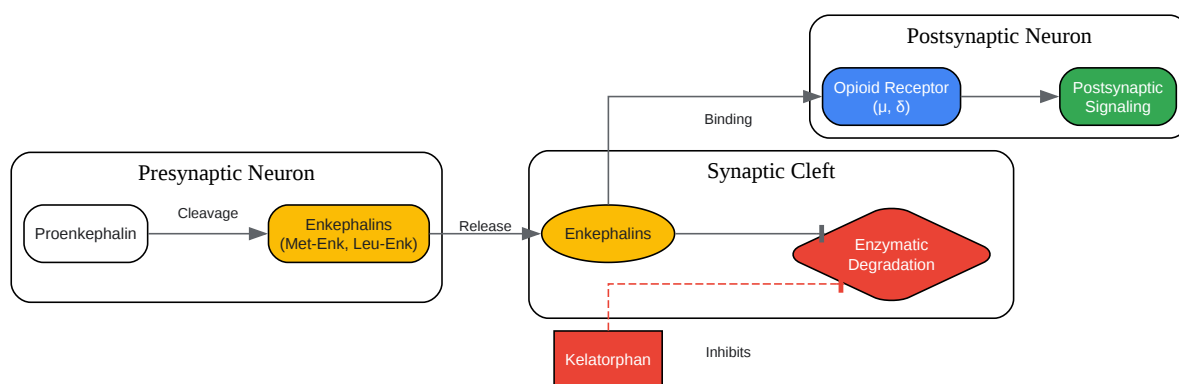 Postsynaptic Neuron
Opioid Receptor
(μ, δ)
Postsynaptic
Signaling
Binding
Presynaptic Neuron
Synaptic Cleft
Proenkephalin
Cleavage
Enkephalins
(Met-Enk, Leu-Enk)
Release
Enkephalins
Enzymatic
Degradation
Kelatorphan
Inhibits